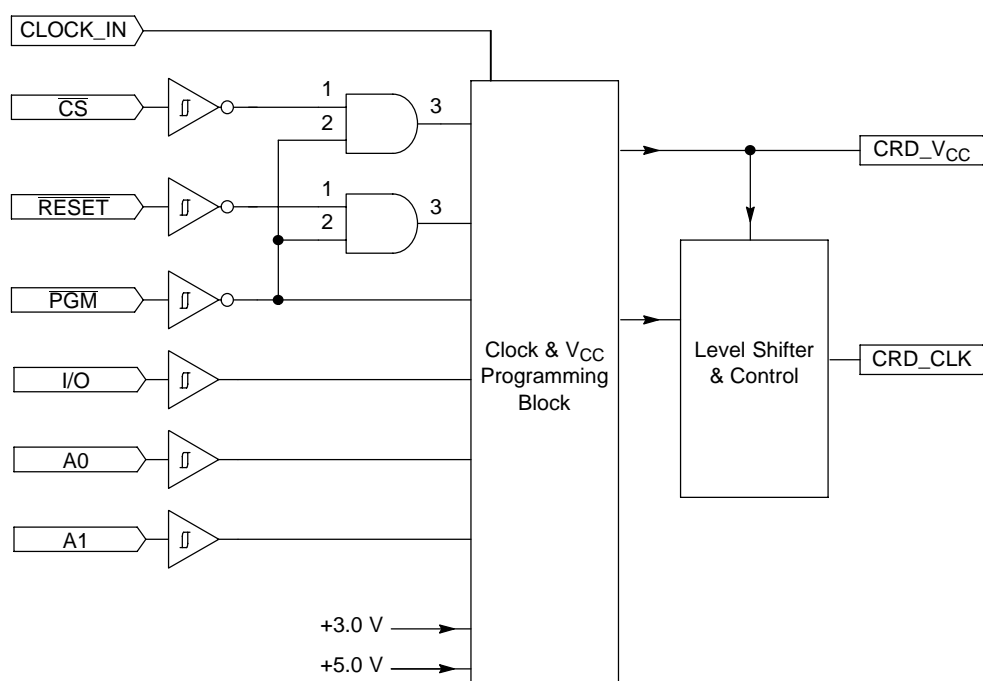 CLOCK_IN
CS
1
2
3
RESET
1
2
3
PGM
I/O
A0
A1
+3.0 V
+5.0 V
Clock & VCC
Programming
Block
CRD_VCC
Level Shifter
& Control
CRD_CLK